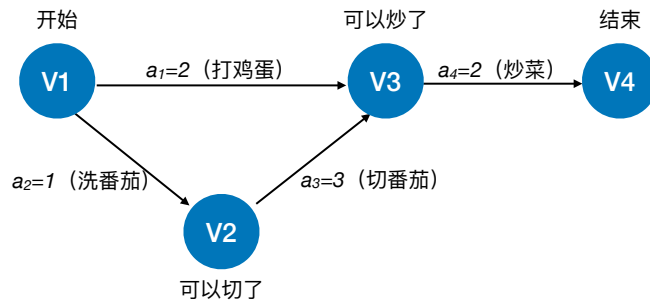 开始
可以炒了
结束
V1
a₁=2（打鸡蛋）
V3
a₄=2（炒菜）
V4
a₂=1（洗番茄）
a₃=3（切番茄）
V2
可以切了